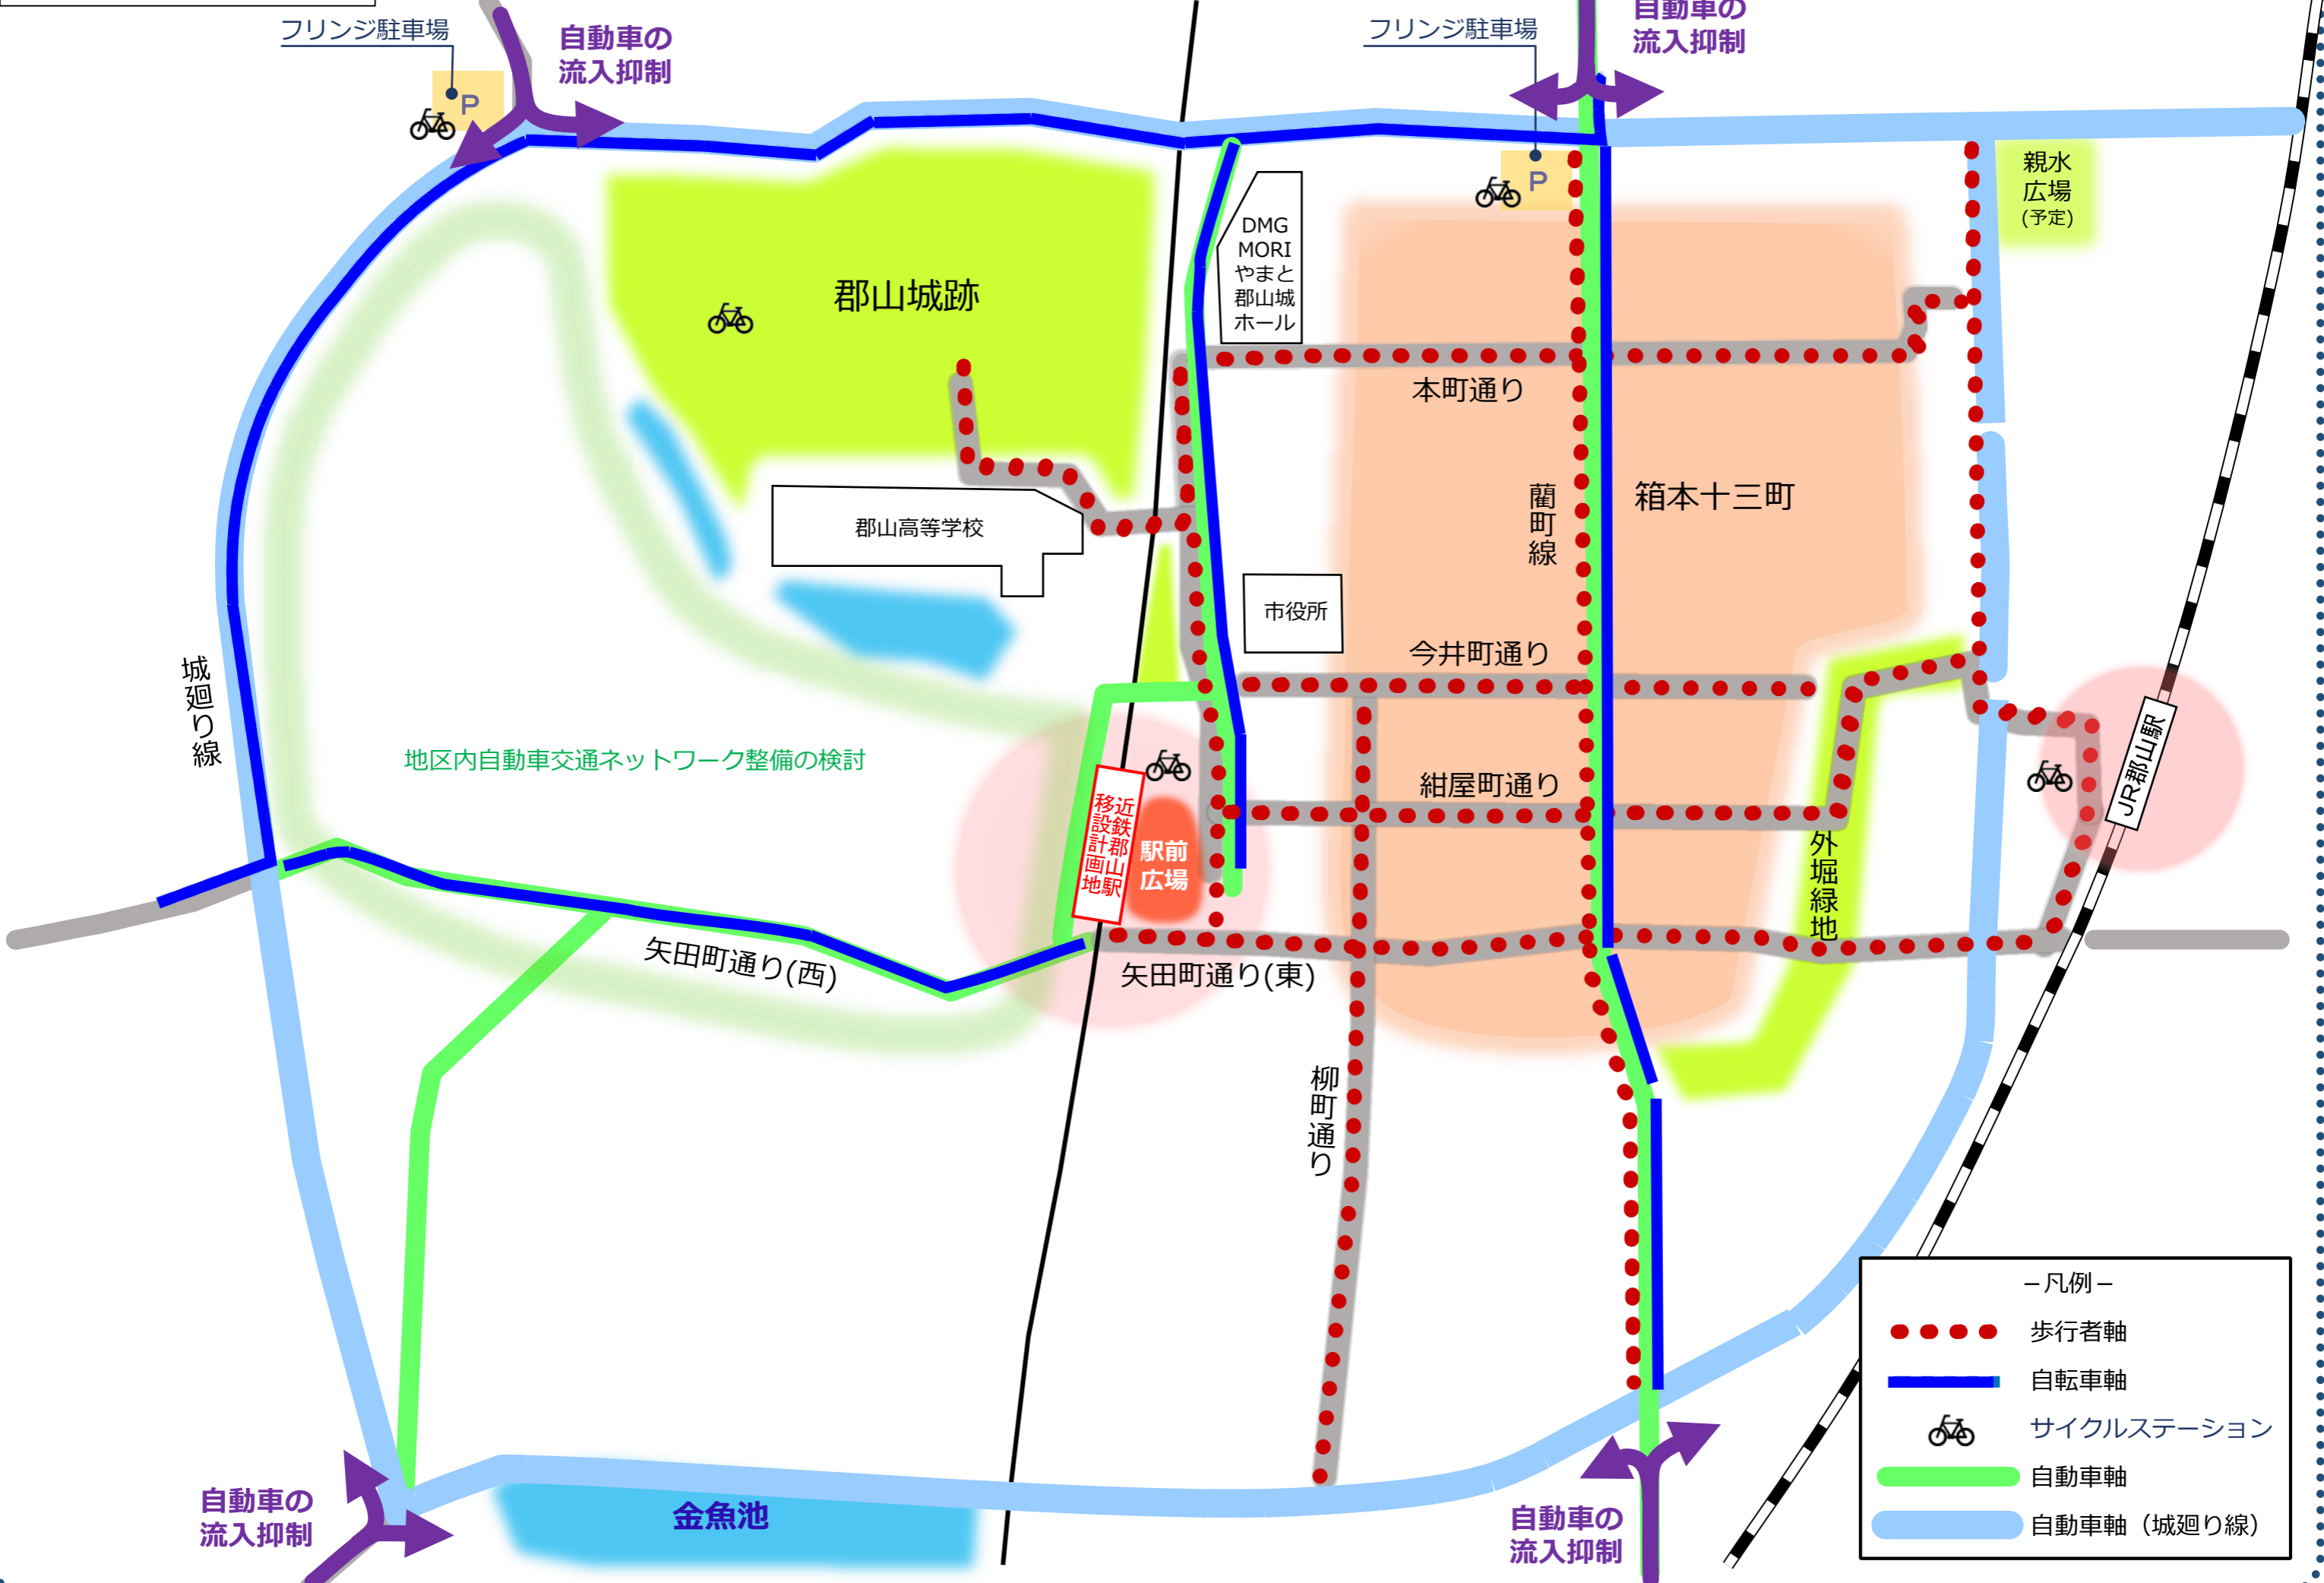 フリンジ駐車場
自動車の
流入抑制
フリンジ駐車場
自動車の
流入抑制
P
P
親水
広場
(予定)
DMG
MORI
やまと
郡山城
ホール
郡山城跡
本町通り
藺町線
箱本十三町
郡山高等学校
市役所
今井町通り
城廻り線
地区内自動車交通ネットワーク整備の検討
紺屋町通り
近鉄郡山駅
移設計画地
駅前
広場
JR郡山駅
外堀緑地
矢田町通り(西)
矢田町通り(東)
柳町通り
自動車の
流入抑制
金魚池
自動車の
流入抑制
－凡例－
歩行者軸
自転車軸
サイクルステーション
自動車軸
自動車軸（城廻り線）